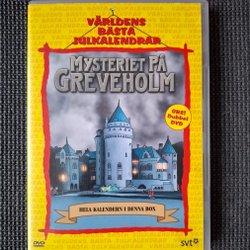 VÄRLDENS
BÄSTA
JULKALENDRAR
MYSTERIET PÅ
GREVEHOLM
OBS!
Dubbel
DVD
HELA KALENDERN I DENNA BOX
DVD
svt